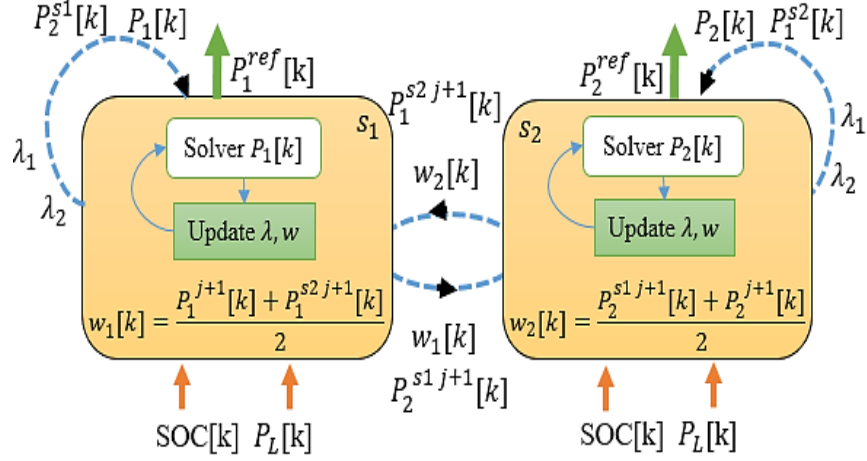 P_2^{s1}[k] P_1[k]
P_1^{ref}[k]
λ_1
λ_2
s_1
Solver P_1[k]
Update λ, w
w_1[k] = \frac{P_1^{j+1}[k] + P_1^{s2 j+1}[k]}{2}
SOC[k] P_L[k]
P_1^{s2 j+1}[k]
w_2[k]
w_1[k]
P_2^{s1 j+1}[k]
P_2[k] P_1^{s2}[k]
P_2^{ref}[k]
λ_1
λ_2
s_2
Solver P_2[k]
Update λ, w
w_2[k] = \frac{P_2^{s1 j+1}[k] + P_2^{j+1}[k]}{2}
SOC[k] P_L[k]